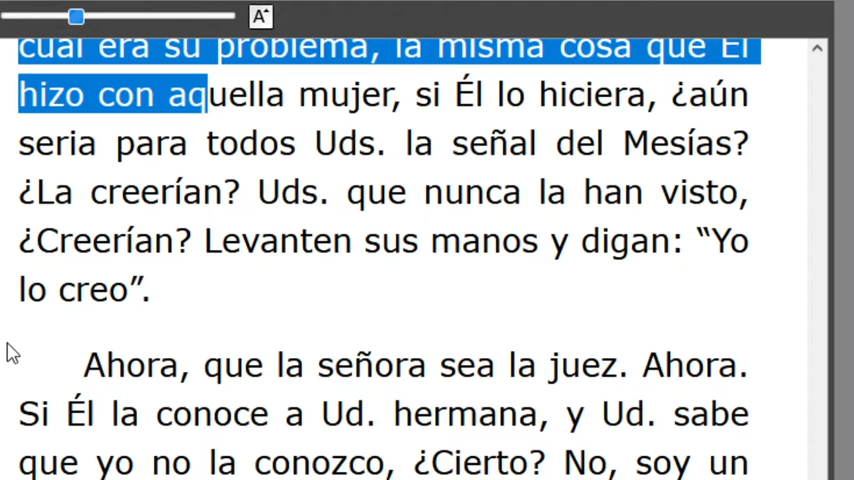 A
cuál era su problema, la misma cosa que Él
hizo con aquella mujer, si Él lo hiciera, ¿aún
seria para todos Uds. la señal del Mesías?
¿La creerían? Uds. que nunca la han visto,
¿Creerían? Levanten sus manos y digan: “Yo
lo creo”.
Ahora, que la señora sea la juez. Ahora.
Si Él la conoce a Ud. hermana, y Ud. sabe
que yo no la conozco, ¿Cierto? No, soy un